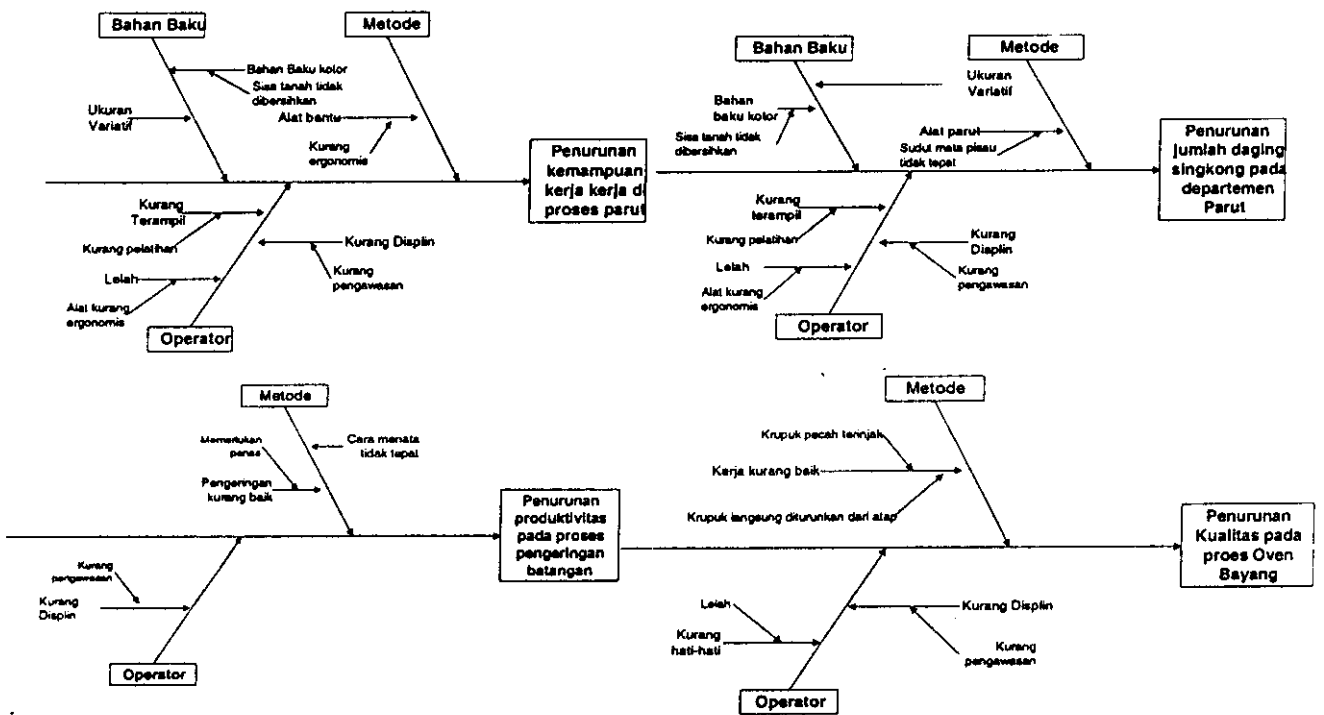 Bahan Baku
Metode
Bahan Baku kotor
Sisa tanah tidak
dibersihkan
Ukuran
Variatif
Alat bantu
Kurang
ergonomis
Penurunan
kemampuan
kerja kerja di
proses parut
Kurang
Terampil
Kurang pelatihan
Kurang Displin
Kurang
pengawasan
Lelah
Alat kurang
ergonomis
Operator
Bahan Baku
Metode
Ukuran
Variatif
Bahan
baku kotor
Sisa tanah tidak
dibersihkan
Alat parut
Sudut mata pisau
tidak tepat
Penurunan
jumlah daging
singkong pada
departemen
Parut
Kurang
terampil
Kurang pelatihan
Kurang
Displin
Kurang
pengawasan
Lelah
Alat kurang
ergonomis
Operator
Metode
Memerlukan
panas
Cara menata
tidak tepat
Pengeringan
kurang baik
Penurunan
produktivitas
pada proses
pengeringan
batangan
Kurang
pengawasan
Kurang
Displin
Operator
Metode
Krupuk pecah terinjak
Kerja kurang baik
Krupuk langsung diturunkan dari atap
Penurunan
Kualitas pada
proes Oven
Bayang
Lelah
Kurang
hati-hati
Kurang Displin
Kurang
pengawasan
Operator